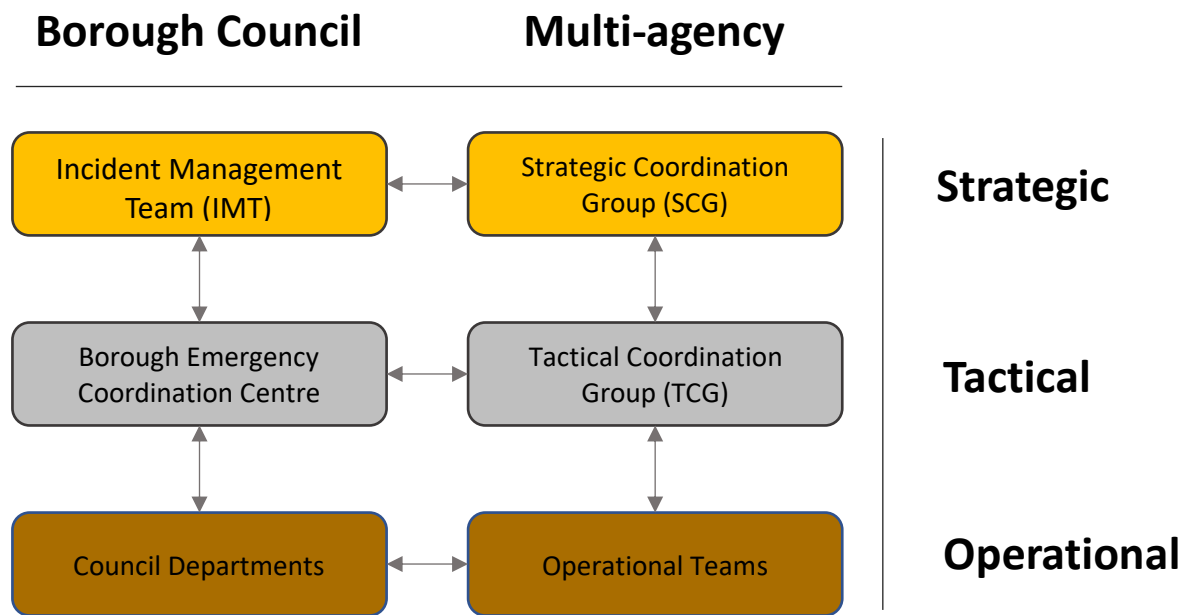 Borough Council
Multi-agency
Incident Management
Team (IMT)
Strategic Coordination
Group (SCG)
Strategic
Borough Emergency
Coordination Centre
Tactical Coordination
Group (TCG)
Tactical
Council Departments
Operational Teams
Operational